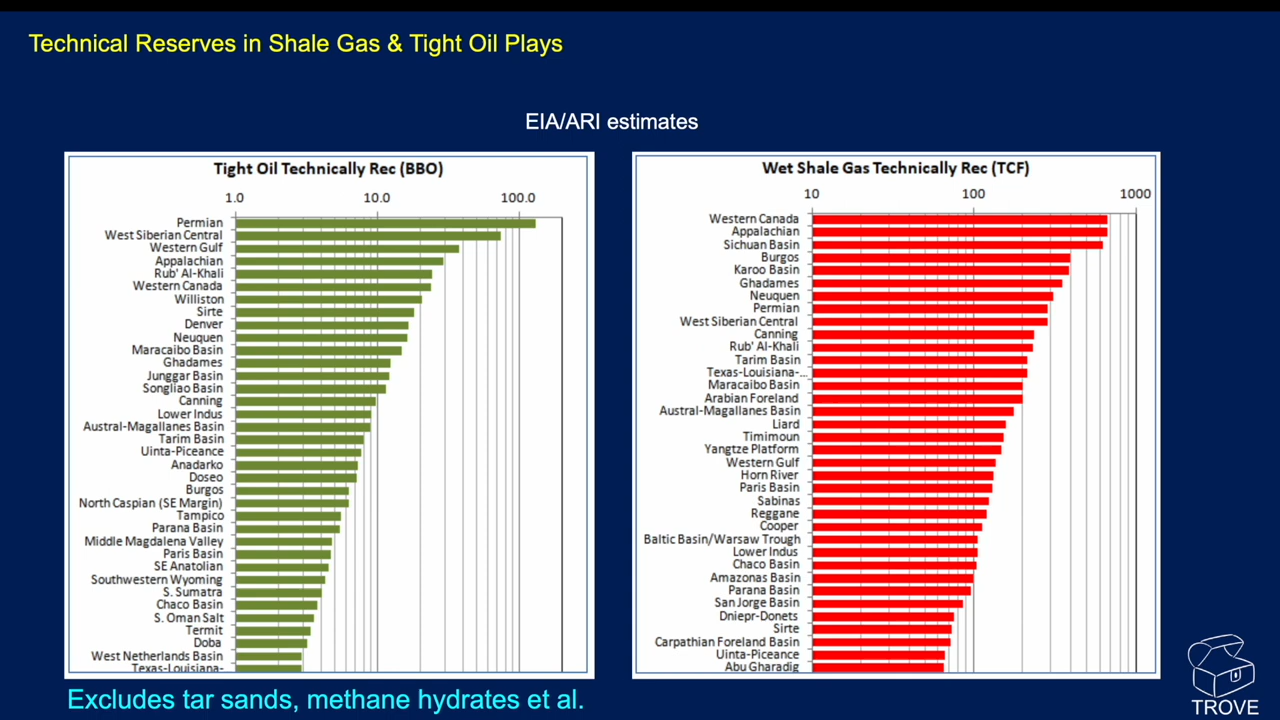 Technical Reserves in Shale Gas & Tight Oil Plays
EIA/ARI estimates
Tight Oil Technically Rec (BBO)
1.0 10.0 100.0
Permian
West Siberian Central
Western Gulf
Appalachian
Rub' Al-Khali
Western Canada
Williston
Sirte
Denver
Neuquen
Maracaibo Basin
Ghadames
Junggar Basin
Songliao Basin
Canning
Lower Indus
Austral-Magallanes Basin
Tarim Basin
Uinta-Piceance
Anadarko
Doseo
Burgos
North Caspian (SE Margin)
Tampico
Parana Basin
Middle Magdalena Valley
Paris Basin
SE Anatolian
Southwestern Wyoming
S. Sumatra
Chaco Basin
S. Oman Salt
Termit
Doba
West Netherlands Basin
Texas-Louisiana-
Wet Shale Gas Technically Rec (TCF)
10 100 1000
Western Canada
Appalachian
Sichuan Basin
Burgos
Karoo Basin
Ghadames
Neuquen
Permian
West Siberian Central
Canning
Rub' Al-Khali
Tarim Basin
Texas-Louisiana-...
Maracaibo Basin
Arabian Foreland
Austral-Magallanes Basin
Liard
Timimoun
Yangtze Platform
Western Gulf
Horn River
Paris Basin
Sabinas
Reggane
Cooper
Baltic Basin/Warsaw Trough
Lower Indus
Chaco Basin
Amazonas Basin
Parana Basin
San Jorge Basin
Dniepr-Donets
Sirte
Carpathian Foreland Basin
Uinta-Piceance
Abu Gharadig
Excludes tar sands, methane hydrates et al.
TROVE